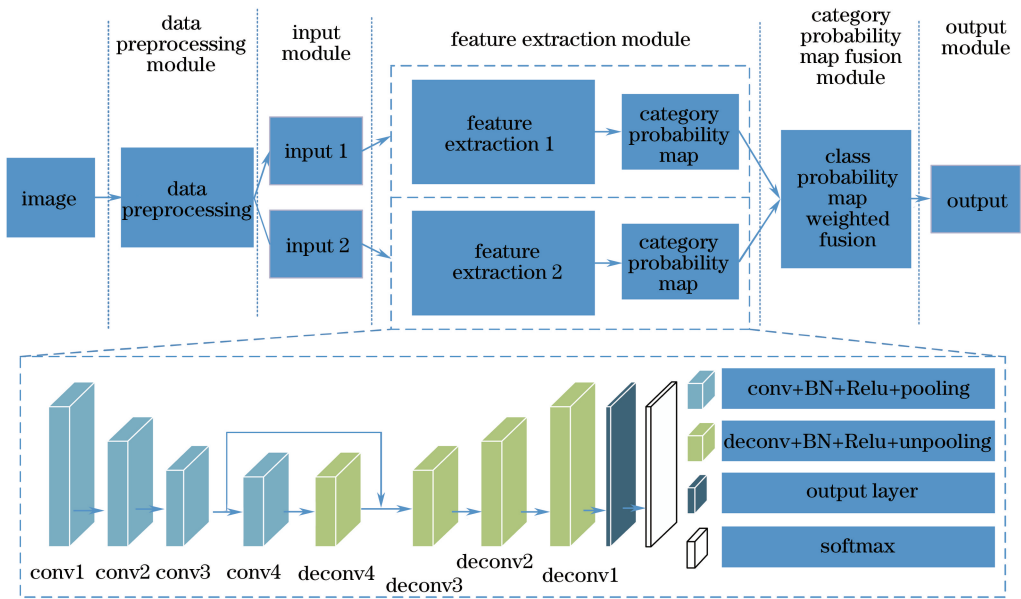 data
preprocessing
module
input
module
feature extraction module
category
probability
map fusion
module
output
module
image
data
preprocessing
input 1
input 2
feature
extraction 1
category
probability
map
feature
extraction 2
category
probability
map
class
probability
map
weighted
fusion
output
conv1
conv2
conv3
conv4
deconv4
deconv3
deconv2
deconv1
conv+BN+Relu+pooling
deconv+BN+Relu+unpooling
output layer
softmax